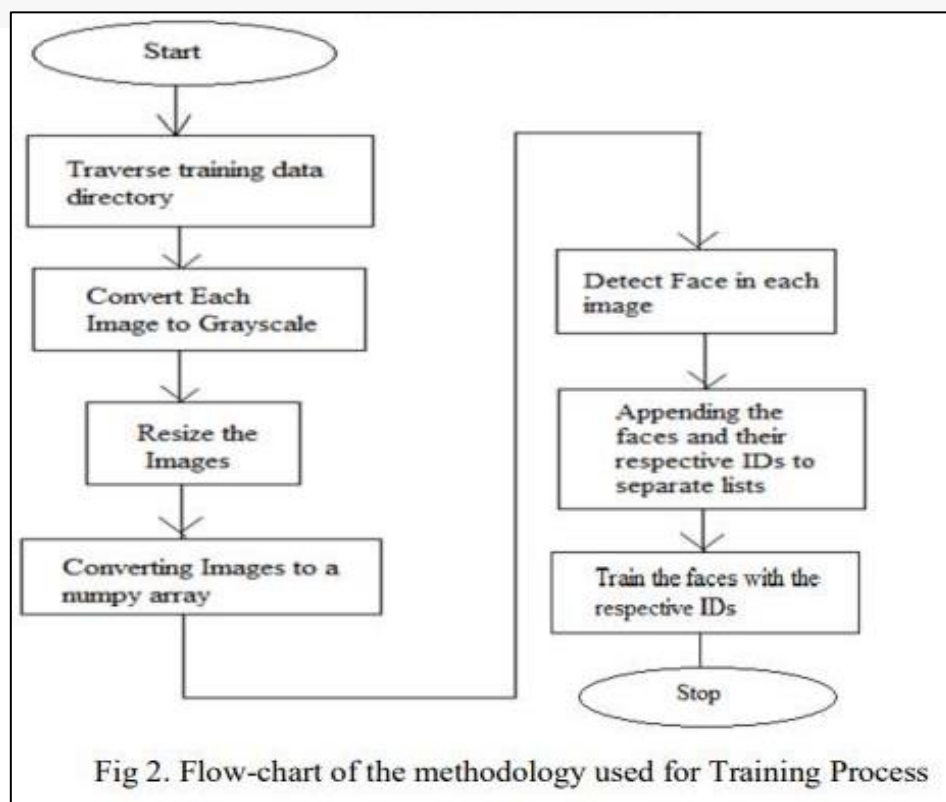 Start
Traverse training data
directory
Convert Each
Image to Grayscale
Resize the
Images
Converting Images to a
numpy array
Detect Face in each
image
Appending the
faces and their
respective IDs to
separate lists
Train the faces with the
respective IDs
Stop
Fig 2. Flow-chart of the methodology used for Training Process